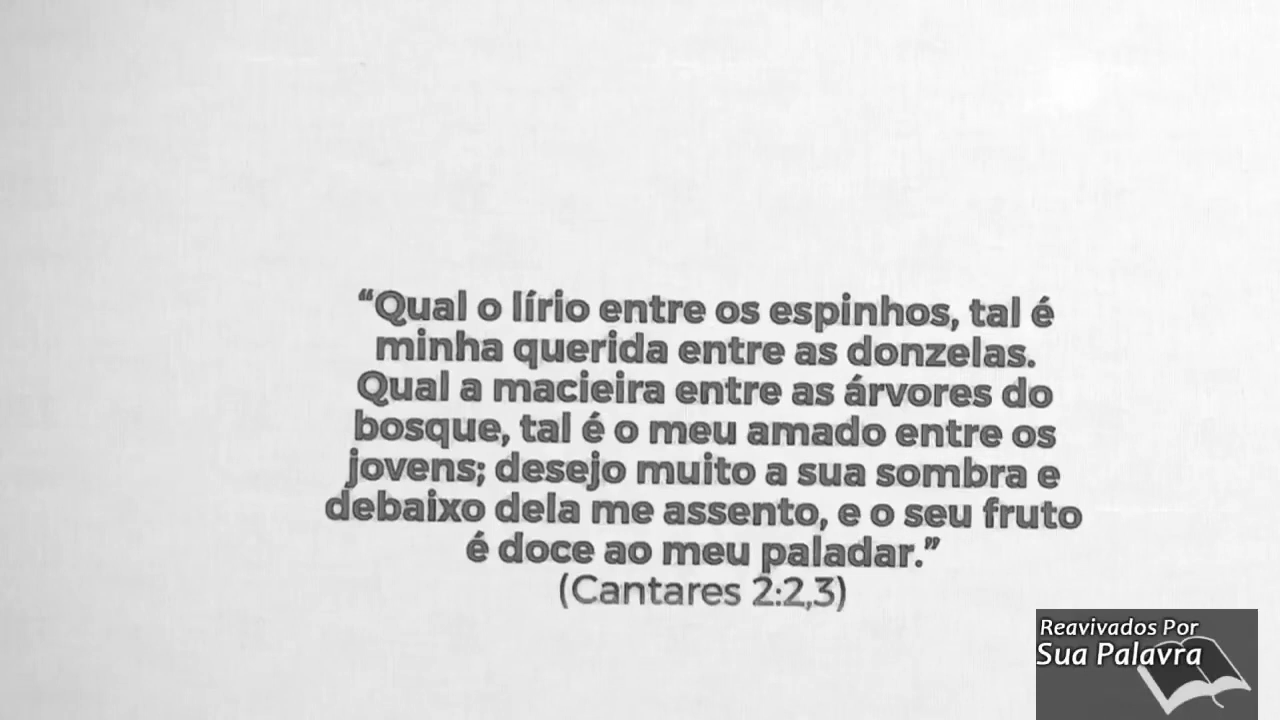 “Qual o lírio entre os espinhos, tal é
minha querida entre as donzelas.
Qual a macieira entre as árvores do
bosque, tal é o meu amado entre os
jovens; desejo muito a sua sombra e
debaixo dela me assento, e o seu fruto
é doce ao meu paladar.”
(Cantares 2:2,3)
Reavivados Por
Sua Palavra